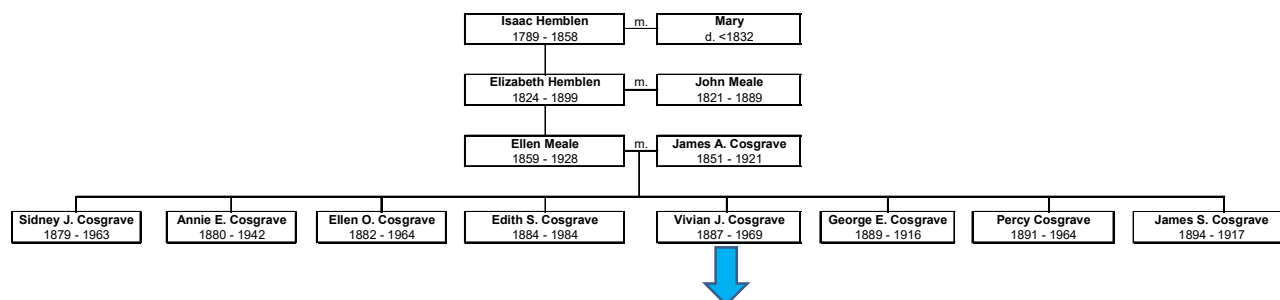 Isaac Hemblen m. Mary
1789 - 1858 d. <1832
Elizabeth Hemblen m. John Meale
1824 - 1899 1821 - 1889
Ellen Meale m. James A. Cosgrave
1859 - 1928 1851 - 1921
Sidney J. Cosgrave Annie E. Cosgrave Ellen O. Cosgrave Edith S. Cosgrave Vivian J. Cosgrave George E. Cosgrave Percy Cosgrave James S. Cosgrave
1879 - 1963 1880 - 1942 1882 - 1964 1884 - 1984 1887 - 1969 1889 - 1916 1891 - 1964 1894 - 1917